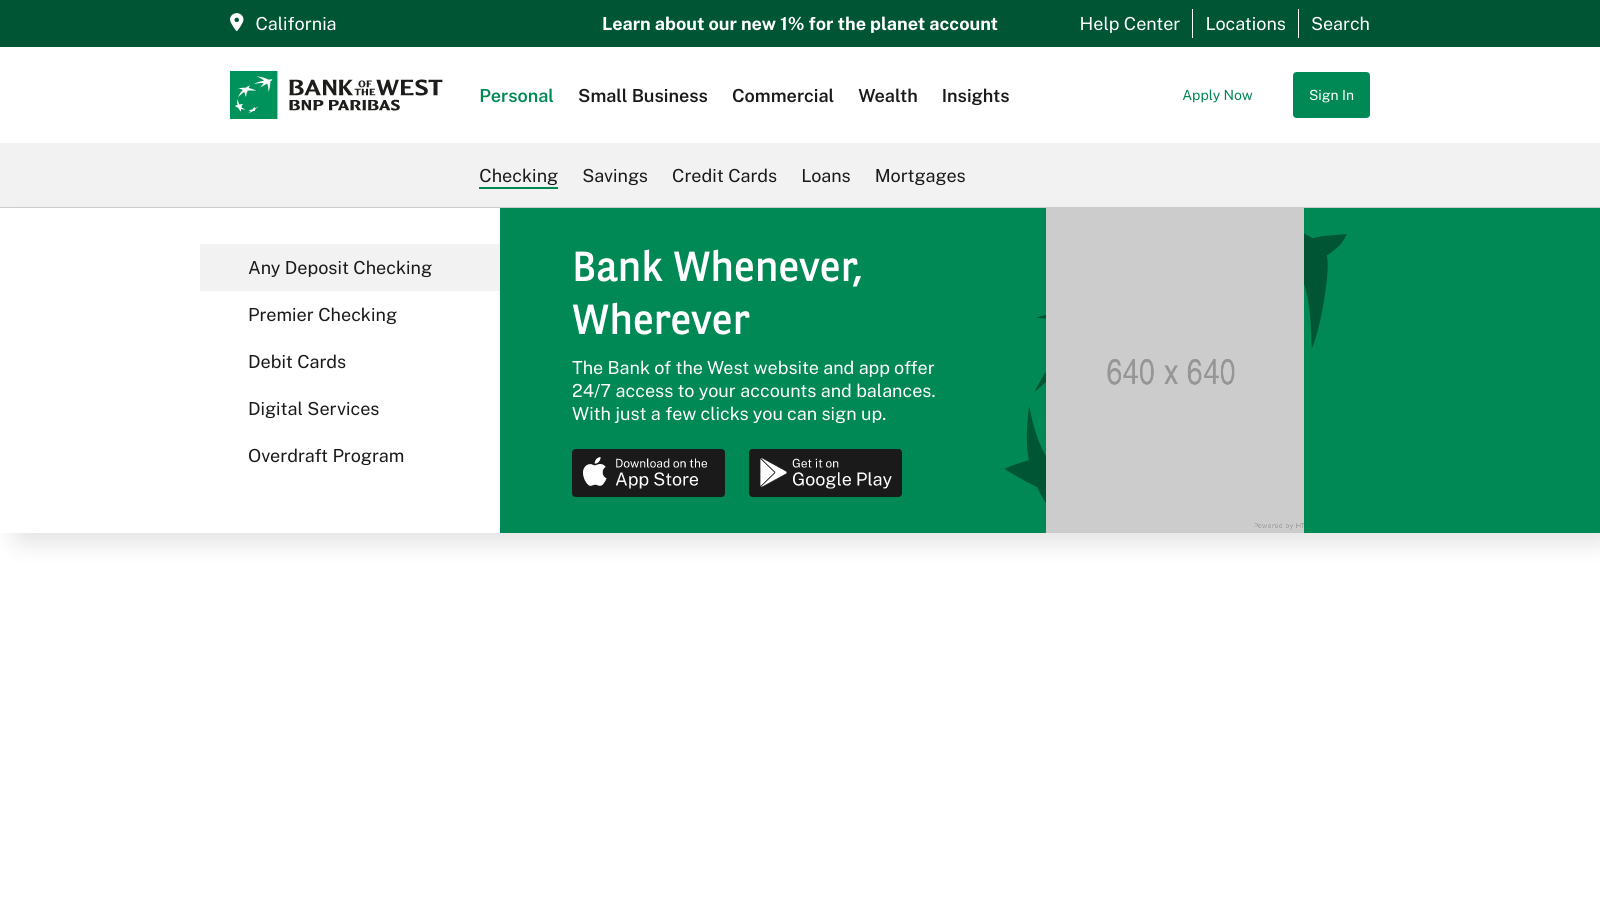 California
Learn about our new 1% for the planet account
Help Center
Locations
Search
BANK OF THE WEST
BNP PARIBAS
Personal
Small Business
Commercial
Wealth
Insights
Apply Now
Sign In
Checking
Savings
Credit Cards
Loans
Mortgages
Any Deposit Checking
Premier Checking
Debit Cards
Digital Services
Overdraft Program
Bank Whenever,
Wherever
The Bank of the West website and app offer
24/7 access to your accounts and balances.
With just a few clicks you can sign up.
Download on the
App Store
Get it on
Google Play
640 x 640
Powered by HT